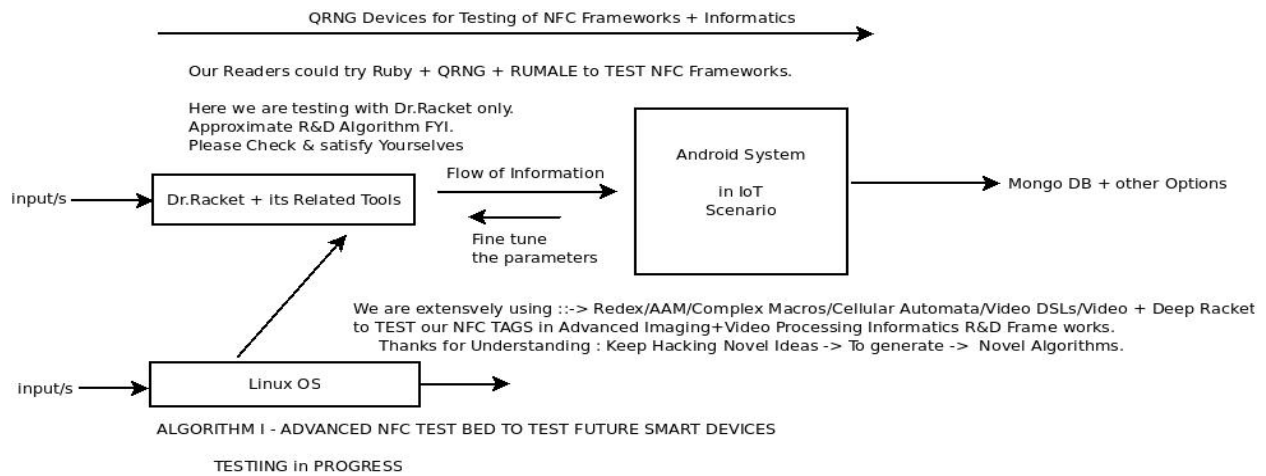 QRNG Devices for Testing of NFC Frameworks + Informatics
Our Readers could try Ruby + QRNG + RUMALE to TEST NFC Frameworks.
Here we are testing with Dr.Racket only.
Approximate R&D Algorithm FYI.
Please Check & satisfy Yourselves
input/s
Dr.Racket + its Related Tools
Flow of Information
Fine tune
the parameters
Android System
in IoT
Scenario
Mongo DB + other Options
We are extensvely using ::-> Redex/AAM/Complex Macros/Cellular Automata/Video DSLs/Video + Deep Racket
to TEST our NFC TAGS in Advanced Imaging+Video Processing Informatics R&D Frame works.
Thanks for Understanding : Keep Hacking Novel Ideas -> To generate -> Novel Algorithms.
input/s
Linux OS
ALGORITHM I - ADVANCED NFC TEST BED TO TEST FUTURE SMART DEVICES
TESTIING in PROGRESS